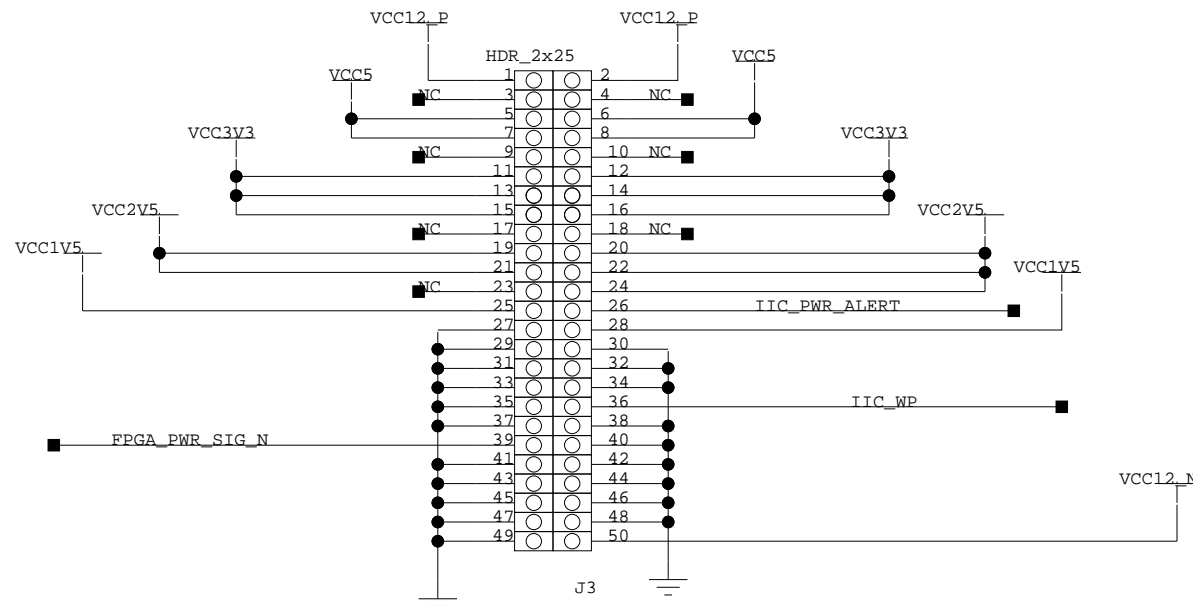 VCC12_P VCC12_P
HDR_2x25
VCC5 VCC5
1 2
NC 3 4 NC
5 6
7 8
VCC3V3 VCC3V3
NC 9 10 NC
11 12
13 14
15 16
VCC2V5 VCC2V5
NC 17 18 NC
VCC1V5 19 20
21 22
VCC1V5
NC 23 24
25 26 IIC_PWR_ALERT
27 28
29 30
31 32
33 34
35 36 IIC_WP
37 38
FPGA_PWR_SIG_N 39 40
41 42
43 44
VCC12_N
45 46
47 48
49 50
J3